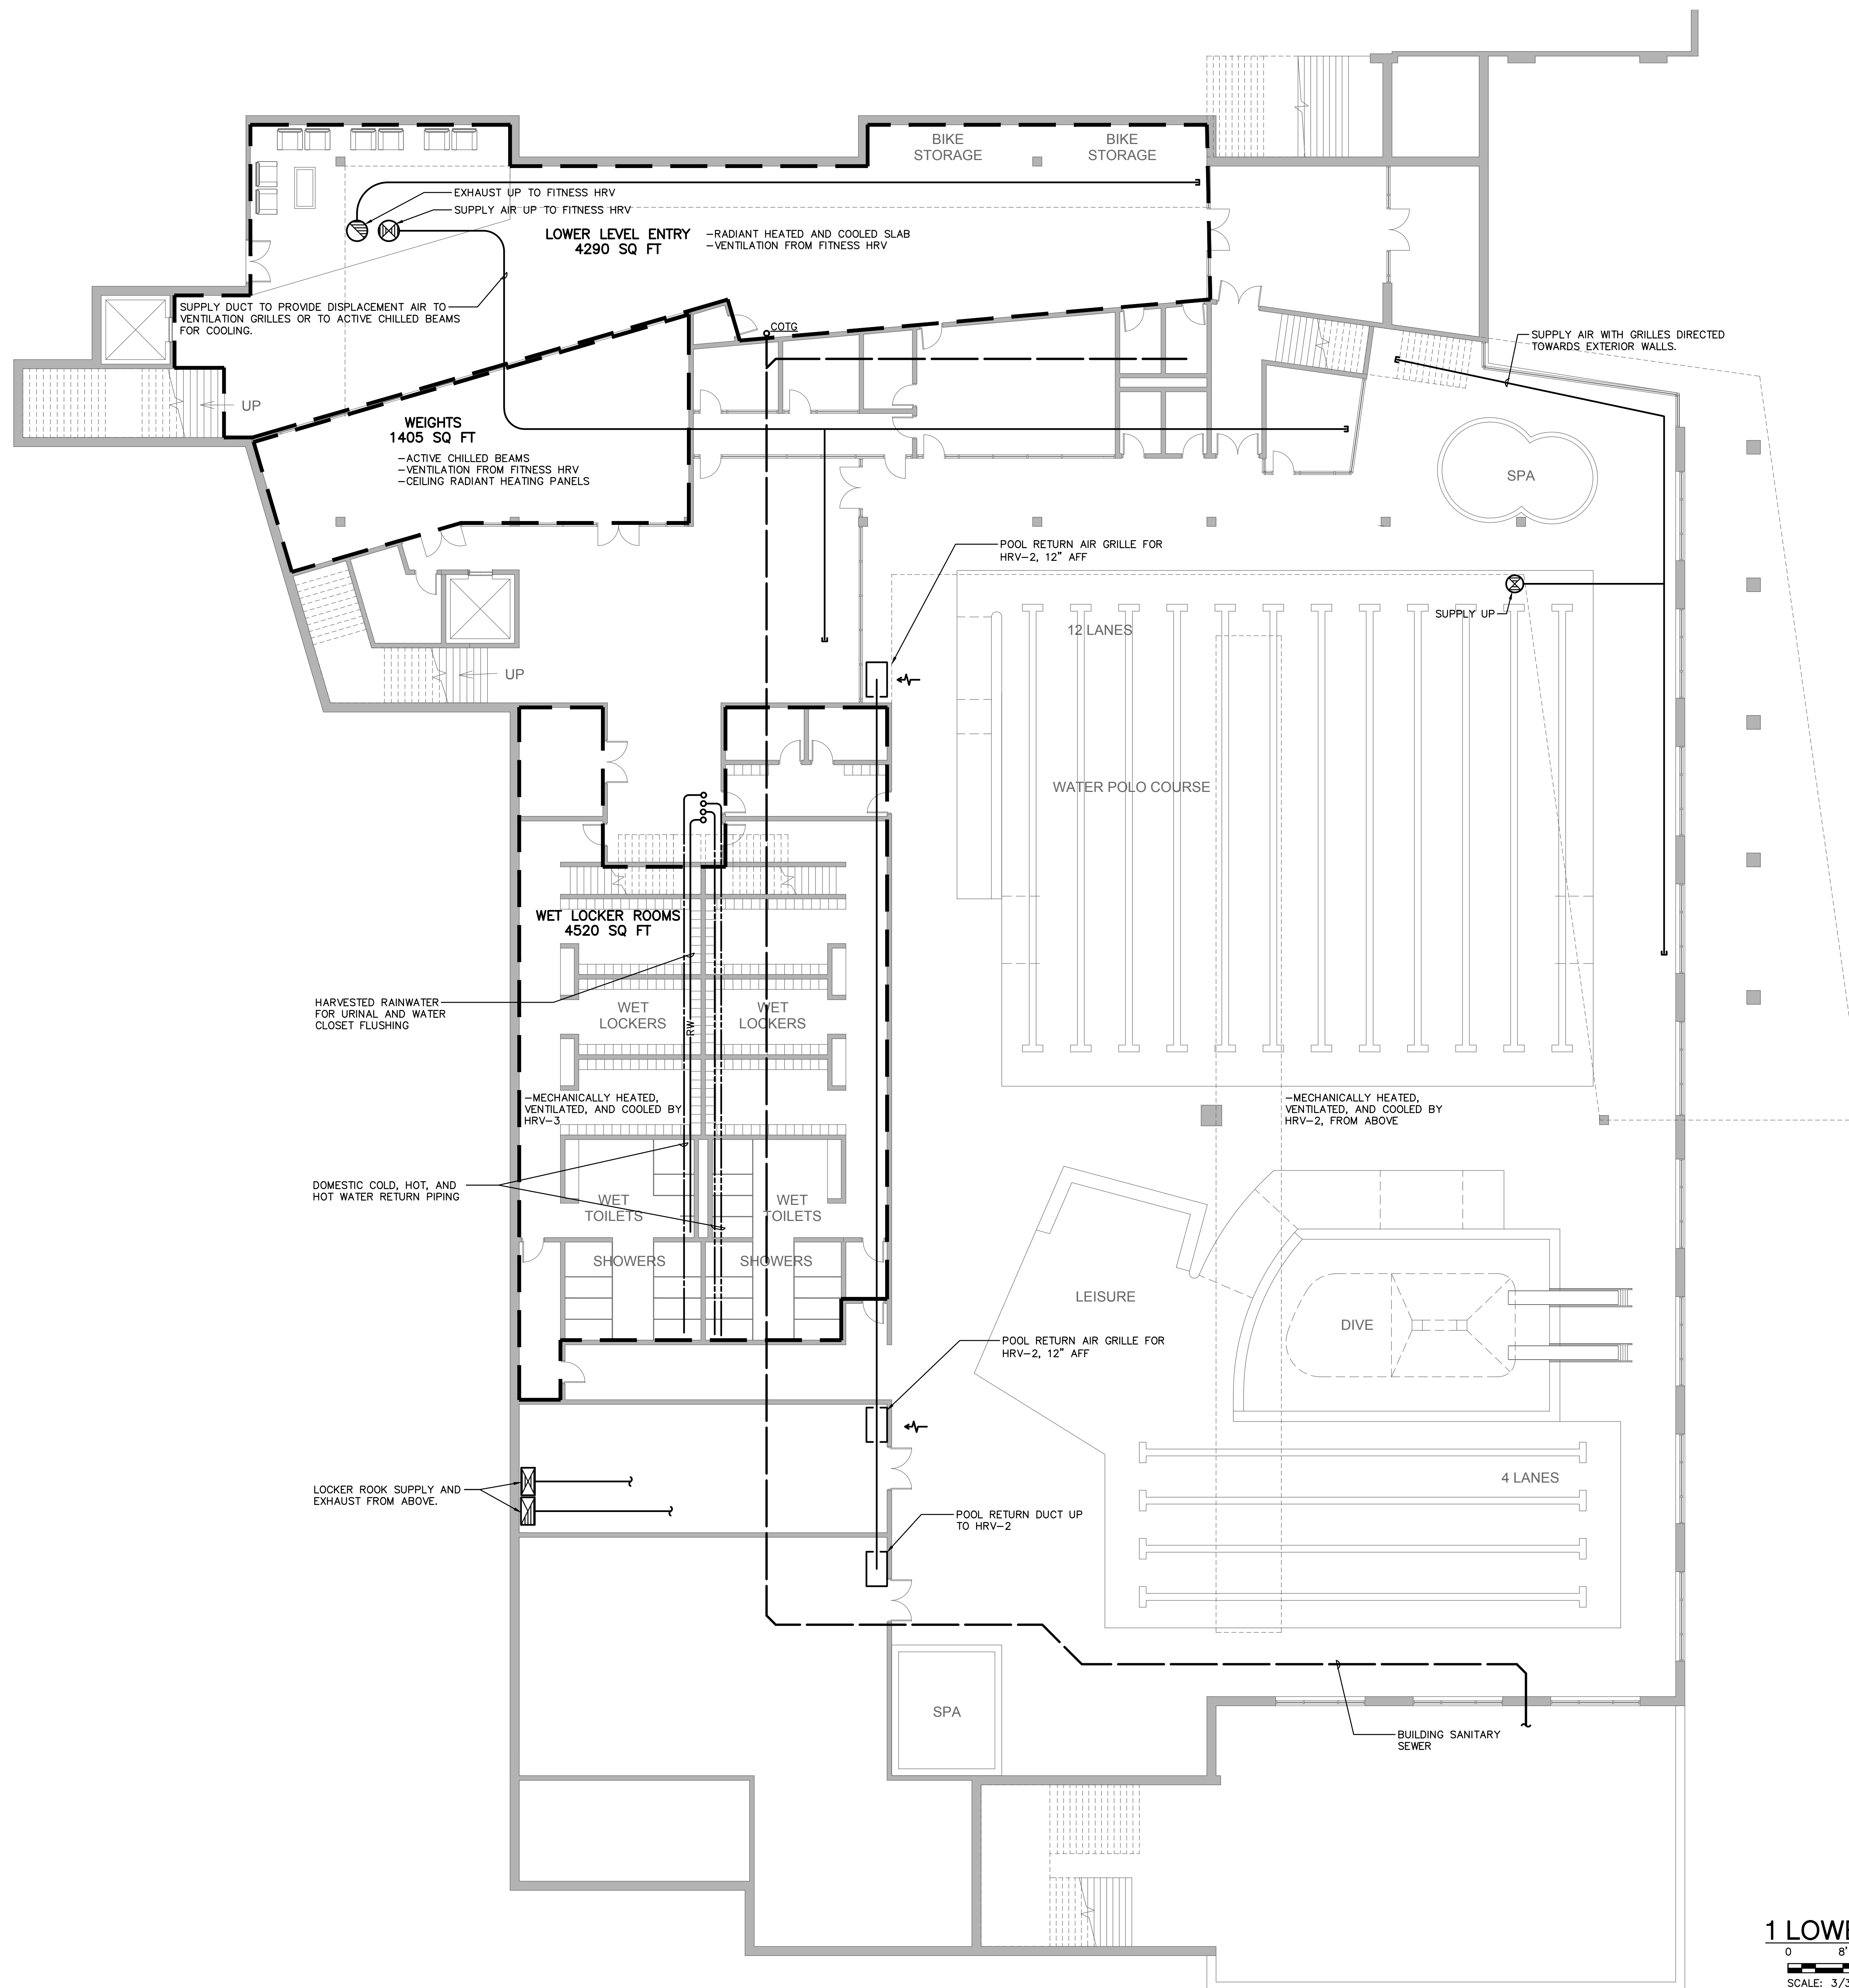 BIKE
STORAGE
BIKE
STORAGE
EXHAUST UP TO FITNESS HRV
SUPPLY AIR UP TO FITNESS HRV
LOWER LEVEL ENTRY
4290 SQ FT
-RADIANT HEATED AND COOLED SLAB
-VENTILATION FROM FITNESS HRV
SUPPLY DUCT TO PROVIDE DISPLACEMENT AIR TO
VENTILATION GRILLES OR TO ACTIVE CHILLED BEAMS
FOR COOLING.
COTG
SUPPLY AIR WITH GRILLES DIRECTED
TOWARDS EXTERIOR WALLS.
UP
WEIGHTS
1405 SQ FT
-ACTIVE CHILLED BEAMS
-VENTILATION FROM FITNESS HRV
-CEILING RADIANT HEATING PANELS
SPA
POOL RETURN AIR GRILLE FOR
HRV-2, 12" AFF
SUPPLY UP
12 LANES
UP
WATER POLO COURSE
WET LOCKER ROOMS
4520 SQ FT
HARVESTED RAINWATER
FOR URINAL AND WATER
CLOSET FLUSHING
WET
LOCKERS
RW
WET
LOCKERS
-MECHANICALLY HEATED,
VENTILATED, AND COOLED BY
HRV-3
-MECHANICALLY HEATED,
VENTILATED, AND COOLED BY
HRV-2, FROM ABOVE
DOMESTIC COLD, HOT, AND
HOT WATER RETURN PIPING
WET
TOILETS
WET
TOILETS
SHOWERS
SHOWERS
LEISURE
DIVE
POOL RETURN AIR GRILLE FOR
HRV-2, 12" AFF
LOCKER ROOK SUPPLY AND
EXHAUST FROM ABOVE.
4 LANES
POOL RETURN DUCT UP
TO HRV-2
SPA
BUILDING SANITARY
SEWER
1 LOWE
0 8'
SCALE: 3/3